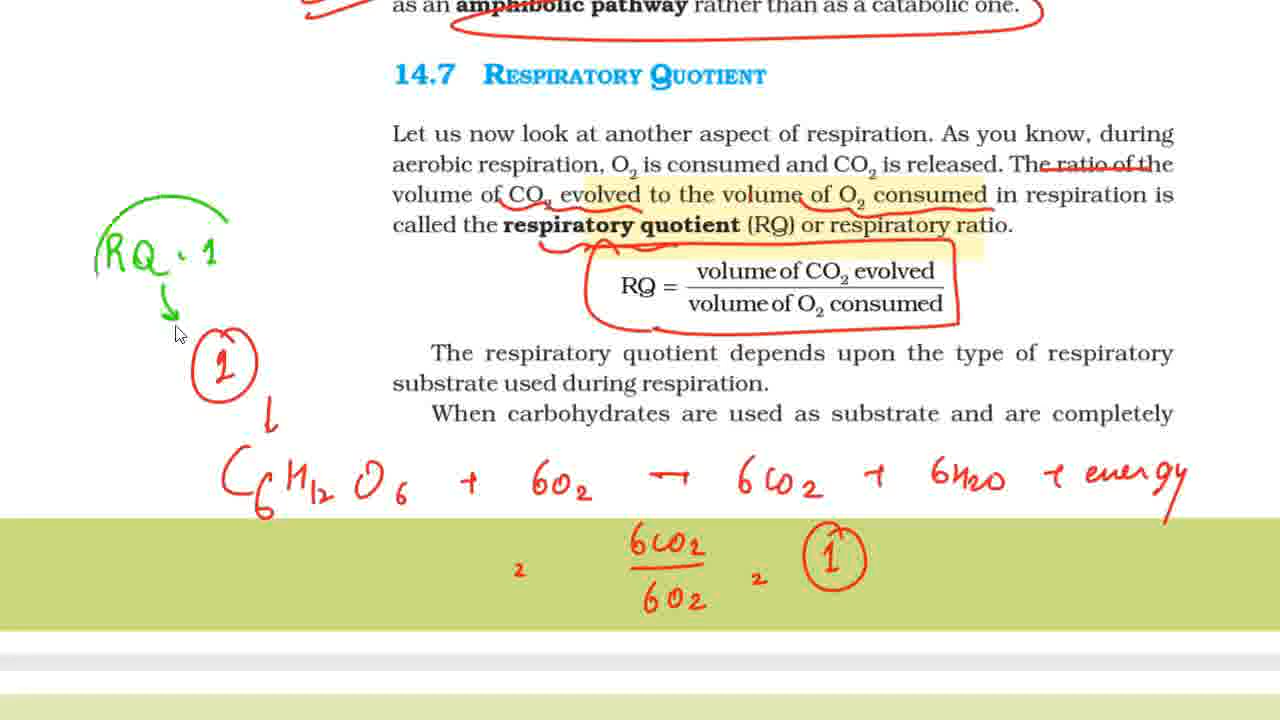 as an amphibolic pathway rather than as a catabolic one.
14.7 RESPIRATORY QUOTIENT
Let us now look at another aspect of respiration. As you know, during
aerobic respiration, O₂ is consumed and CO₂ is released. The ratio of the
volume of CO₂ evolved to the volume of O₂ consumed in respiration is
called the respiratory quotient (RQ) or respiratory ratio.
RQ = volume of CO₂ evolved / volume of O₂ consumed
RQ · 1
1
The respiratory quotient depends upon the type of respiratory
substrate used during respiration.
When carbohydrates are used as substrate and are completely
C₆H₁₂O₆ + 6O₂ → 6CO₂ + 6H₂O + energy
= 6CO₂ / 6O₂ = 1